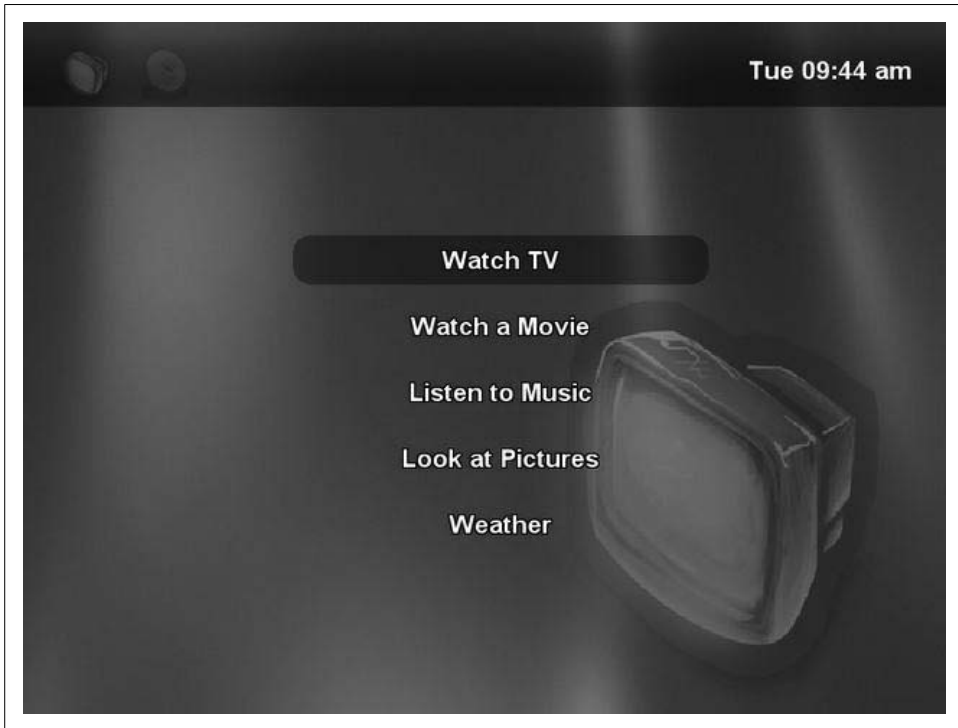 Tue 09:44 am
Watch TV
Watch a Movie
Listen to Music
Look at Pictures
Weather